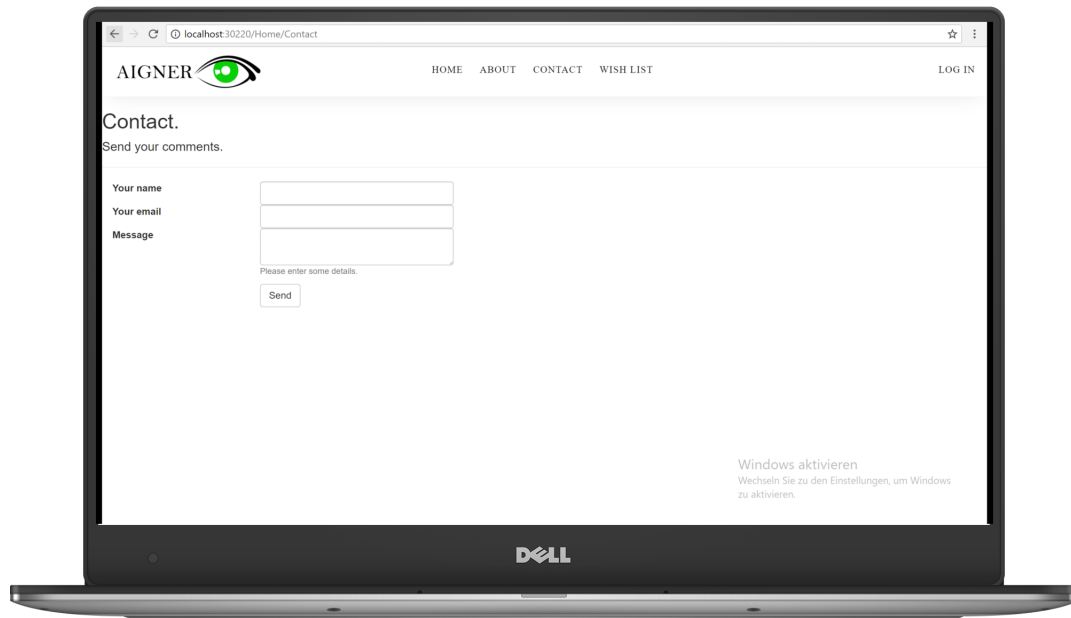 localhost:30220/Home/Contact
AIGNER
HOME ABOUT CONTACT WISH LIST
LOG IN
Contact.
Send your comments.
Your name
Your email
Message
Please enter some details.
Send
Windows aktivieren
Wechseln Sie zu den Einstellungen, um Windows
zu aktivieren.
DELL